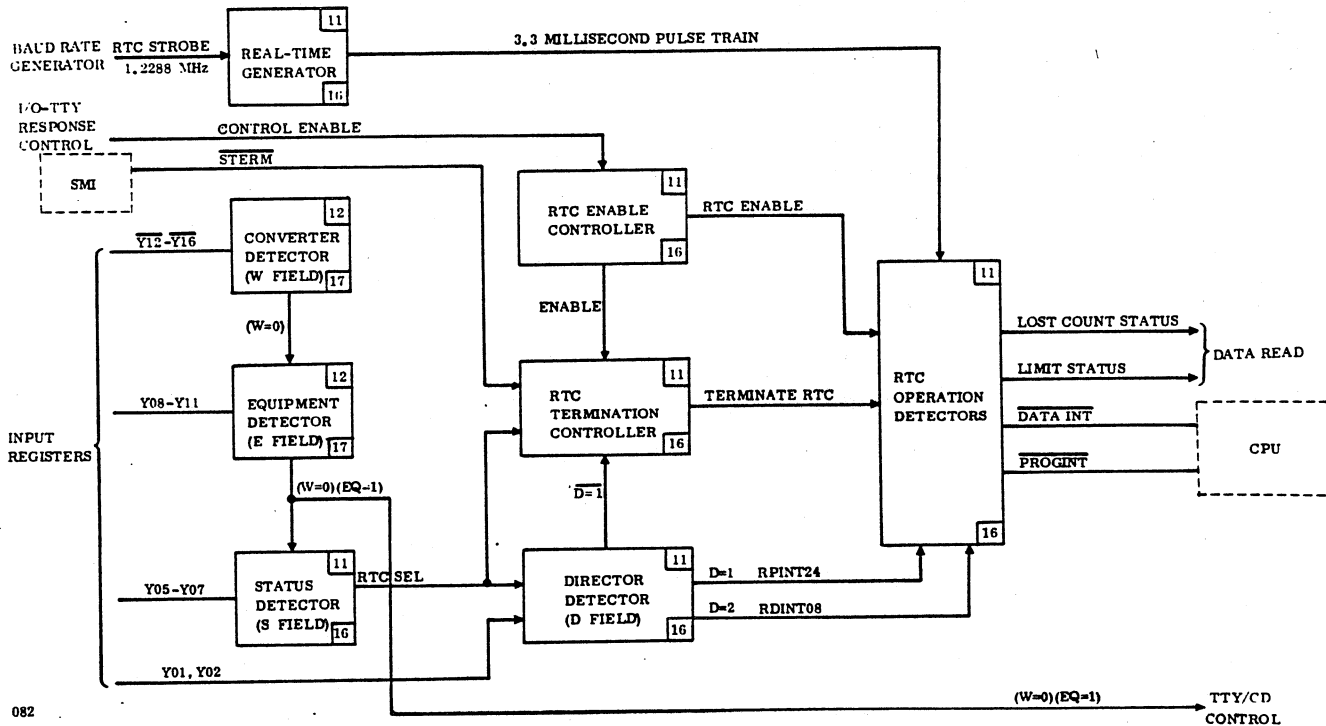 11
BAUD RATE
GENERATOR
RTC STROBE
1.2288 MHz
REAL-TIME
GENERATOR
16
3.3 MILLISECOND PULSE TRAIN
I/O-TTY
RESPONSE
CONTROL
CONTROL ENABLE
SMI
STERM
11
RTC ENABLE
CONTROLLER
16
RTC ENABLE
12
CONVERTER
DETECTOR
(W FIELD)
17
Y12-Y16
(W=0)
ENABLE
11
RTC
OPERATION
DETECTORS
16
LOST COUNT STATUS
LIMIT STATUS
DATA READ
DATA INT
PROGINT
CPU
12
EQUIPMENT
DETECTOR
(E FIELD)
17
Y08-Y11
11
RTC
TERMINATION
CONTROLLER
16
TERMINATE RTC
INPUT
REGISTERS
(W=0)(EQ=1)
D=1
11
STATUS
DETECTOR
(S FIELD)
16
Y05-Y07
RTC SEL
11
DIRECTOR
DETECTOR
(D FIELD)
16
D=1 RPINT24
D=2 RDINT08
Y01, Y02
(W=0)(EQ=1)
TTY/CD
CONTROL
082